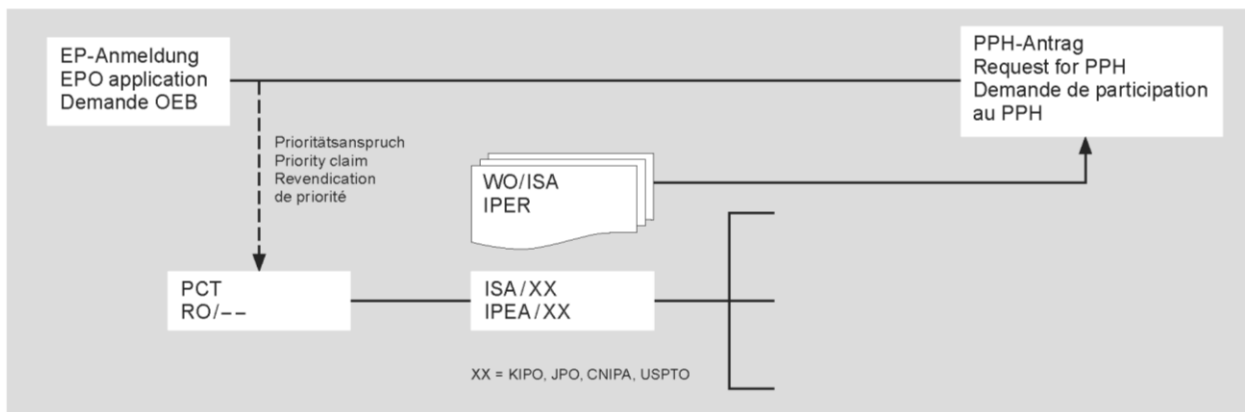 EP-Anmeldung
EPO application
Demande OEB
PPH-Antrag
Request for PPH
Demande de participation
au PPH
Prioritätsanspruch
Priority claim
Revendication
de priorité
WO/ISA
IPER
PCT
RO/––
ISA/XX
IPEA/XX
XX = KIPO, JPO, CNIPA, USPTO